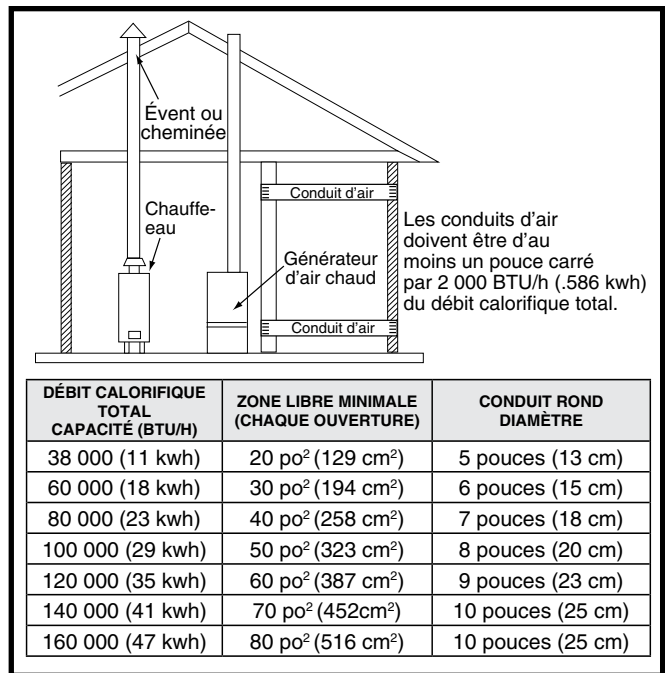 Évent ou
cheminée
Conduit d'air
Chauffe-
eau
Les conduits d'air
doivent être d'au
moins un pouce carré
par 2 000 BTU/h (.586 kwh)
du débit calorifique total.
Générateur
d'air chaud
Conduit d'air
DÉBIT CALORIFIQUE
TOTAL
CAPACITÉ (BTU/H)
ZONE LIBRE MINIMALE
(CHAQUE OUVERTURE)
CONDUIT ROND
DIAMÈTRE
38 000 (11 kwh) 20 po² (129 cm²) 5 pouces (13 cm)
60 000 (18 kwh) 30 po² (194 cm²) 6 pouces (15 cm)
80 000 (23 kwh) 40 po² (258 cm²) 7 pouces (18 cm)
100 000 (29 kwh) 50 po² (323 cm²) 8 pouces (20 cm)
120 000 (35 kwh) 60 po² (387 cm²) 9 pouces (23 cm)
140 000 (41 kwh) 70 po² (452cm²) 10 pouces (25 cm)
160 000 (47 kwh) 80 po² (516 cm²) 10 pouces (25 cm)